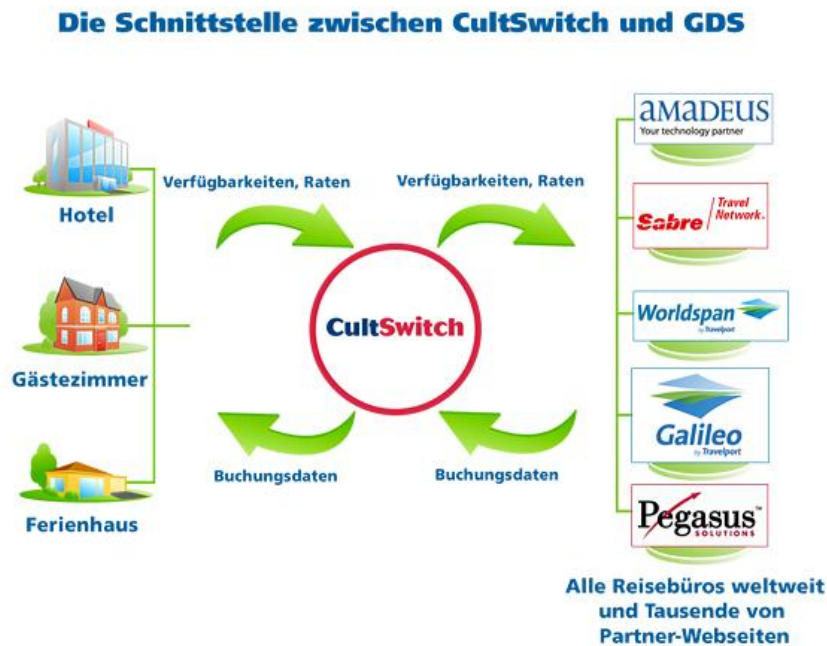 Die Schnittstelle zwischen CultSwitch und GDS
Hotel
Gästezimmer
Ferienhaus
Verfügbarkeiten, Raten
Verfügbarkeiten, Raten
CultSwitch
Buchungsdaten
Buchungsdaten
amadeus
Your technology partner
Sabre
Travel
Network.
Worldspan
by Travelport
Galileo
by Travelport
Pegasus™
SOLUTIONS
Alle Reisebüros weltweit
und Tausende von
Partner-Webseiten